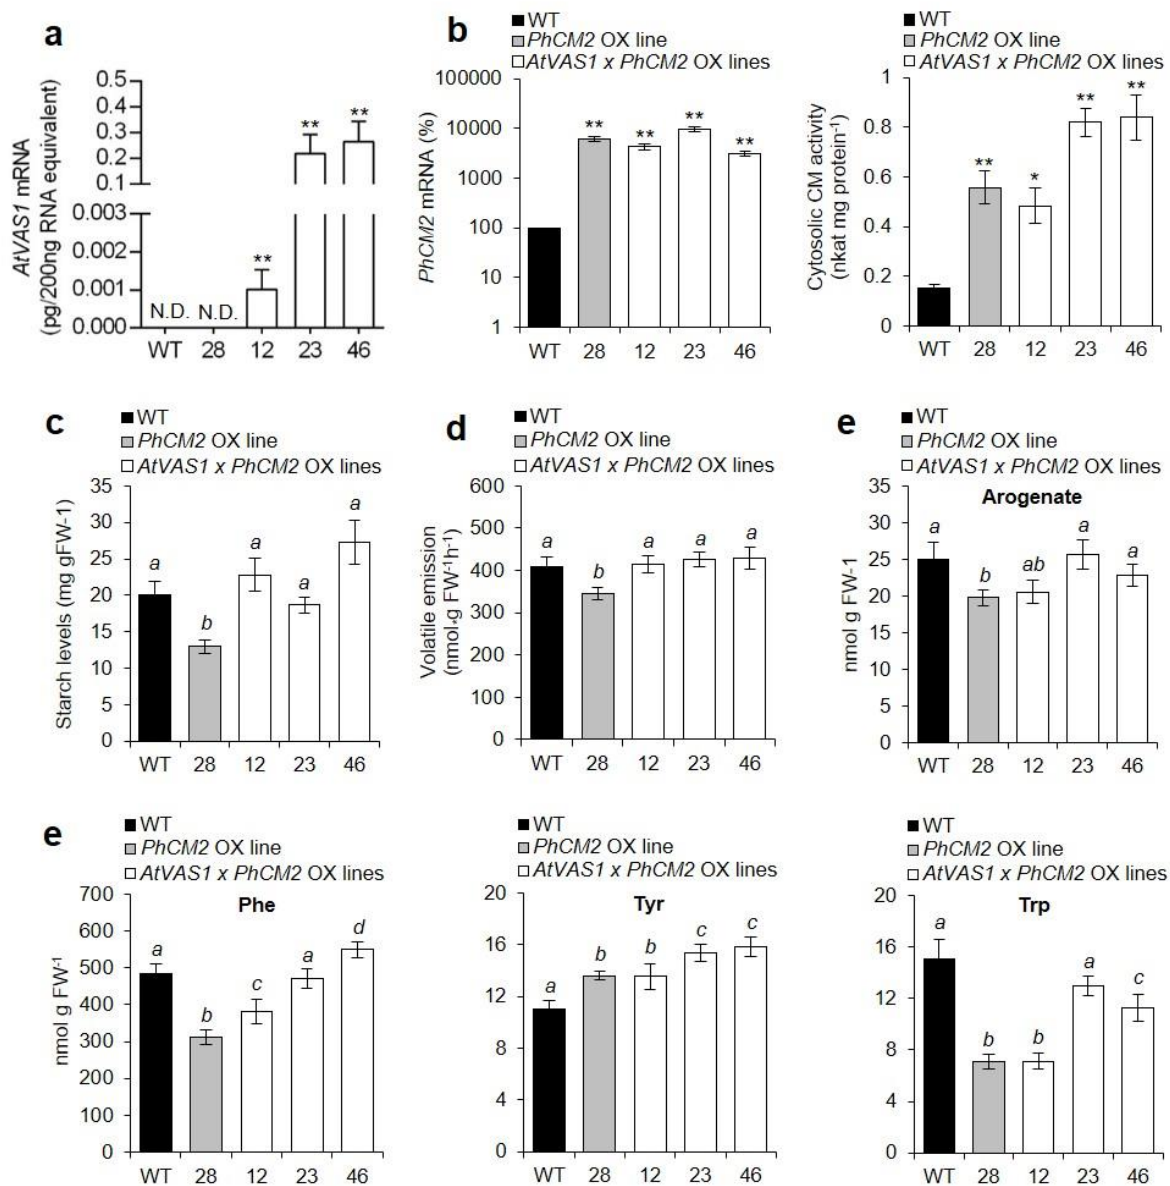 a
AtVAS1 mRNA
(pg/200ng RNA equivalent)
0.5
0.4
0.3
0.2
0.1
0.003
0.002
0.001
0.000
N.D.
N.D.
**
**
**
WT 28 12 23 46
b
WT
PhCM2 OX line
AtVAS1 x PhCM2 OX lines
PhCM2 mRNA (%)
100000
10000
1000
100
10
1
**
**
**
**
WT 28 12 23 46
WT
PhCM2 OX line
AtVAS1 x PhCM2 OX lines
Cytosolic CM activity
(nkat mg protein-1)
1
0.8
0.6
0.4
0.2
0
**
*
**
**
WT 28 12 23 46
c
WT
PhCM2 OX line
AtVAS1 x PhCM2 OX lines
Starch levels (mg gFW-1)
35
30
25
20
15
10
5
0
a b a a a
WT 28 12 23 46
d
WT
PhCM2 OX line
AtVAS1 x PhCM2 OX lines
Volatile emission
(nmol·g FW-1h-1)
600
500
400
300
200
100
0
a b a a a
WT 28 12 23 46
e
WT
PhCM2 OX line
AtVAS1 x PhCM2 OX lines
Arogenate
nmol g FW-1
35
30
25
20
15
10
5
0
a b ab a a
WT 28 12 23 46
e
WT
PhCM2 OX line
AtVAS1 x PhCM2 OX lines
Phe
nmol g FW-1
700
600
500
400
300
200
100
0
a b c a d
WT 28 12 23 46
WT
PhCM2 OX line
AtVAS1 x PhCM2 OX lines
Tyr
20
16
12
8
4
0
a b b c c
WT 28 12 23 46
WT
PhCM2 OX line
AtVAS1 x PhCM2 OX lines
Trp
20
16
12
8
4
0
a b b a c
WT 28 12 23 46